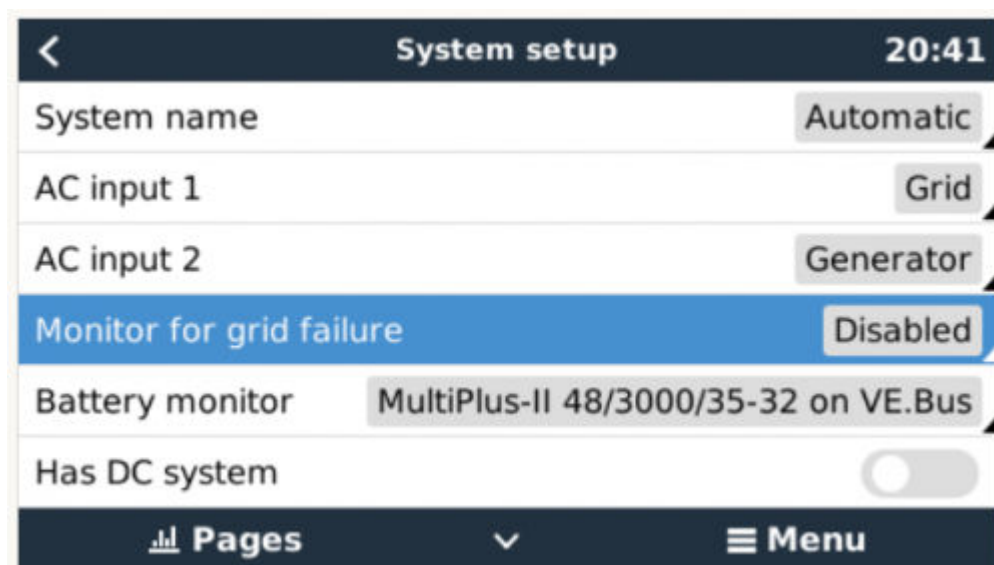 System setup 20:41
System name Automatic
AC input 1 Grid
AC input 2 Generator
Monitor for grid failure Disabled
Battery monitor MultiPlus-II 48/3000/35-32 on VE.Bus
Has DC system
Pages Menu